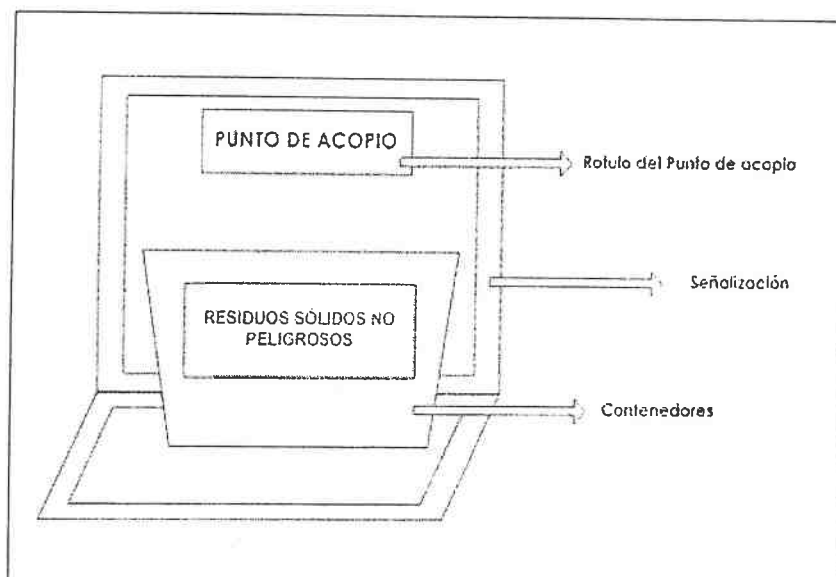 PUNTO DE ACOPIO
Rotulo del Punto de acopio
Señalización
RESIDUOS SÓLIDOS NO
PELIGROSOS
Contenedores